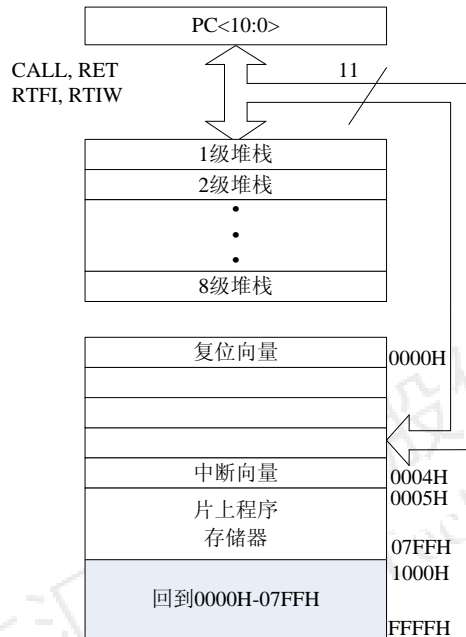 PC<10:0>
CALL, RET
RTFI, RTIW
11
1级堆栈
2级堆栈
8级堆栈
复位向量
0000H
中断向量
0004H
0005H
片上程序
存储器
07FFH
1000H
回到0000H-07FFH
FFFFH